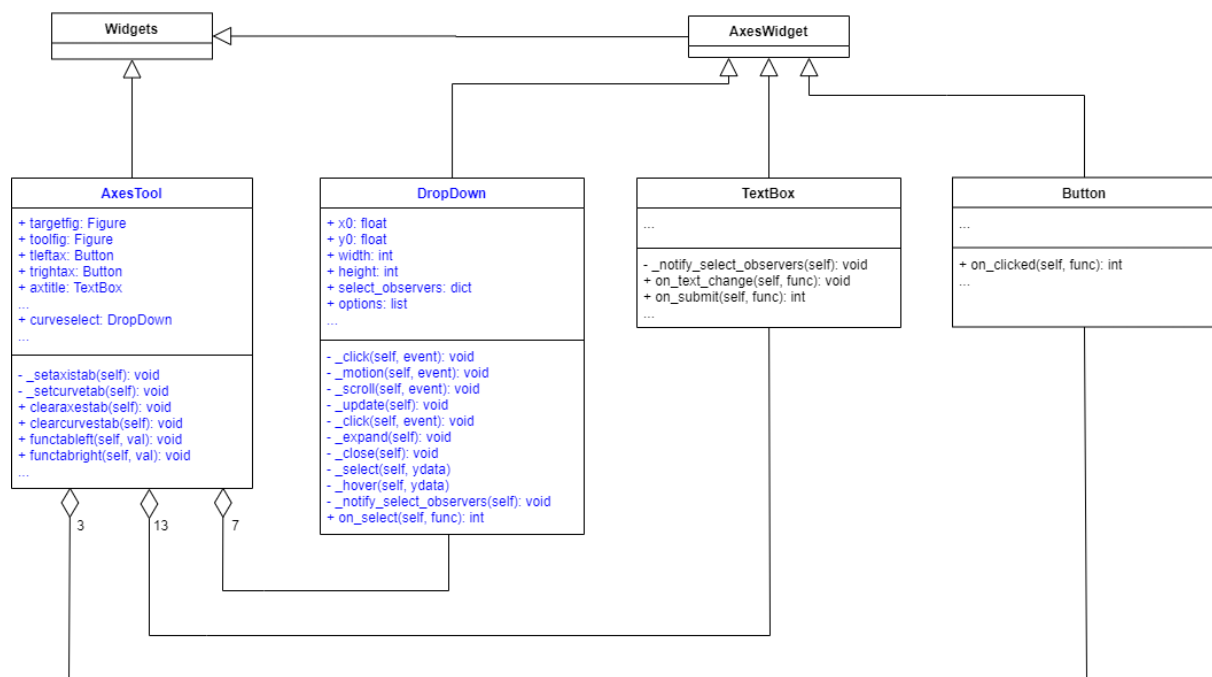 Widgets
AxesWidget
AxesTool
+ targetfig: Figure
+ toolfig: Figure
+ tleftax: Button
+ trightax: Button
+ axtitle: TextBox
...
+ curveselect: DropDown
...
- _setaxistab(self): void
- _setcurvetab(self): void
+ clearaxestab(self): void
+ clearcurvestab(self): void
+ functableft(self, val): void
+ functabright(self, val): void
...
DropDown
+ x0: float
+ y0: float
+ width: int
+ height: int
+ select_observers: dict
+ options: list
...
- _click(self, event): void
- _motion(self, event): void
- _scroll(self, event): void
- _update(self): void
- _click(self, event): void
- _expand(self): void
- _close(self): void
- _select(self, ydata)
- _hover(self, ydata)
- _notify_select_observers(self): void
+ on_select(self, func): int
TextBox
...
- _notify_select_observers(self): void
+ on_text_change(self, func): void
+ on_submit(self, func): int
...
Button
...
+ on_clicked(self, func): int
...
3
13
7